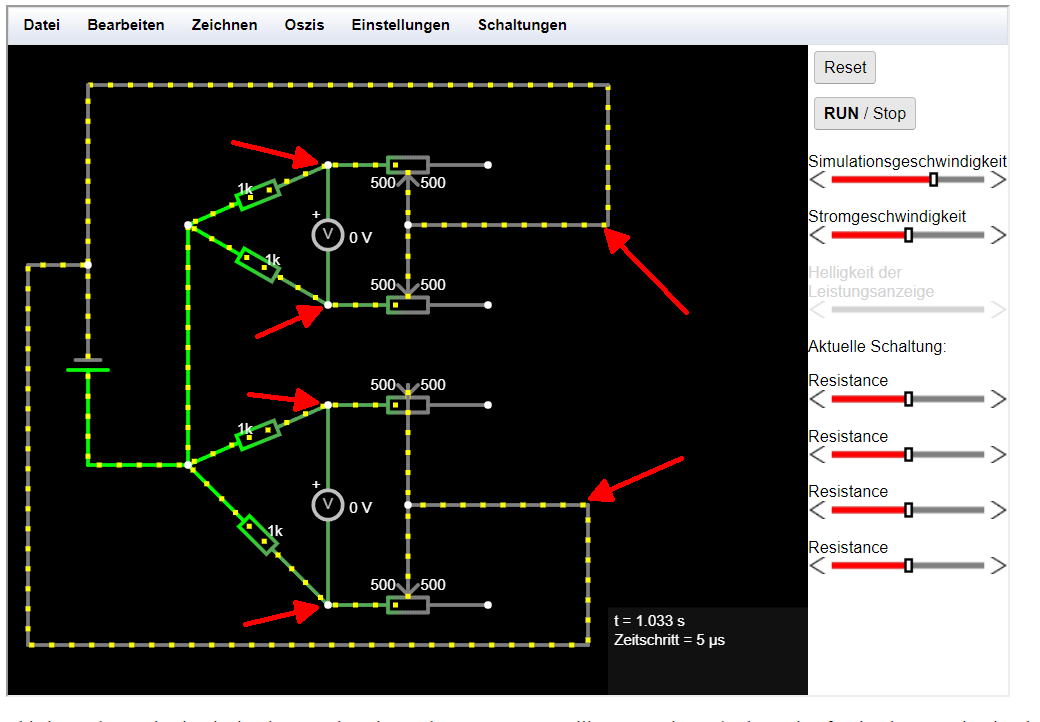 Datei Bearbeiten Zeichnen Oszis Einstellungen Schaltungen
Reset
RUN / Stop
Simulationsgeschwindigkeit
Stromgeschwindigkeit
Helligkeit der
Leistungsanzeige
Aktuelle Schaltung:
Resistance
Resistance
Resistance
Resistance
1k
500 500
+
V 0 V
1k
500 500
500 500
1k
+
V 0 V
1k
500 500
t = 1.033 s
Zeitschritt = 5 µs